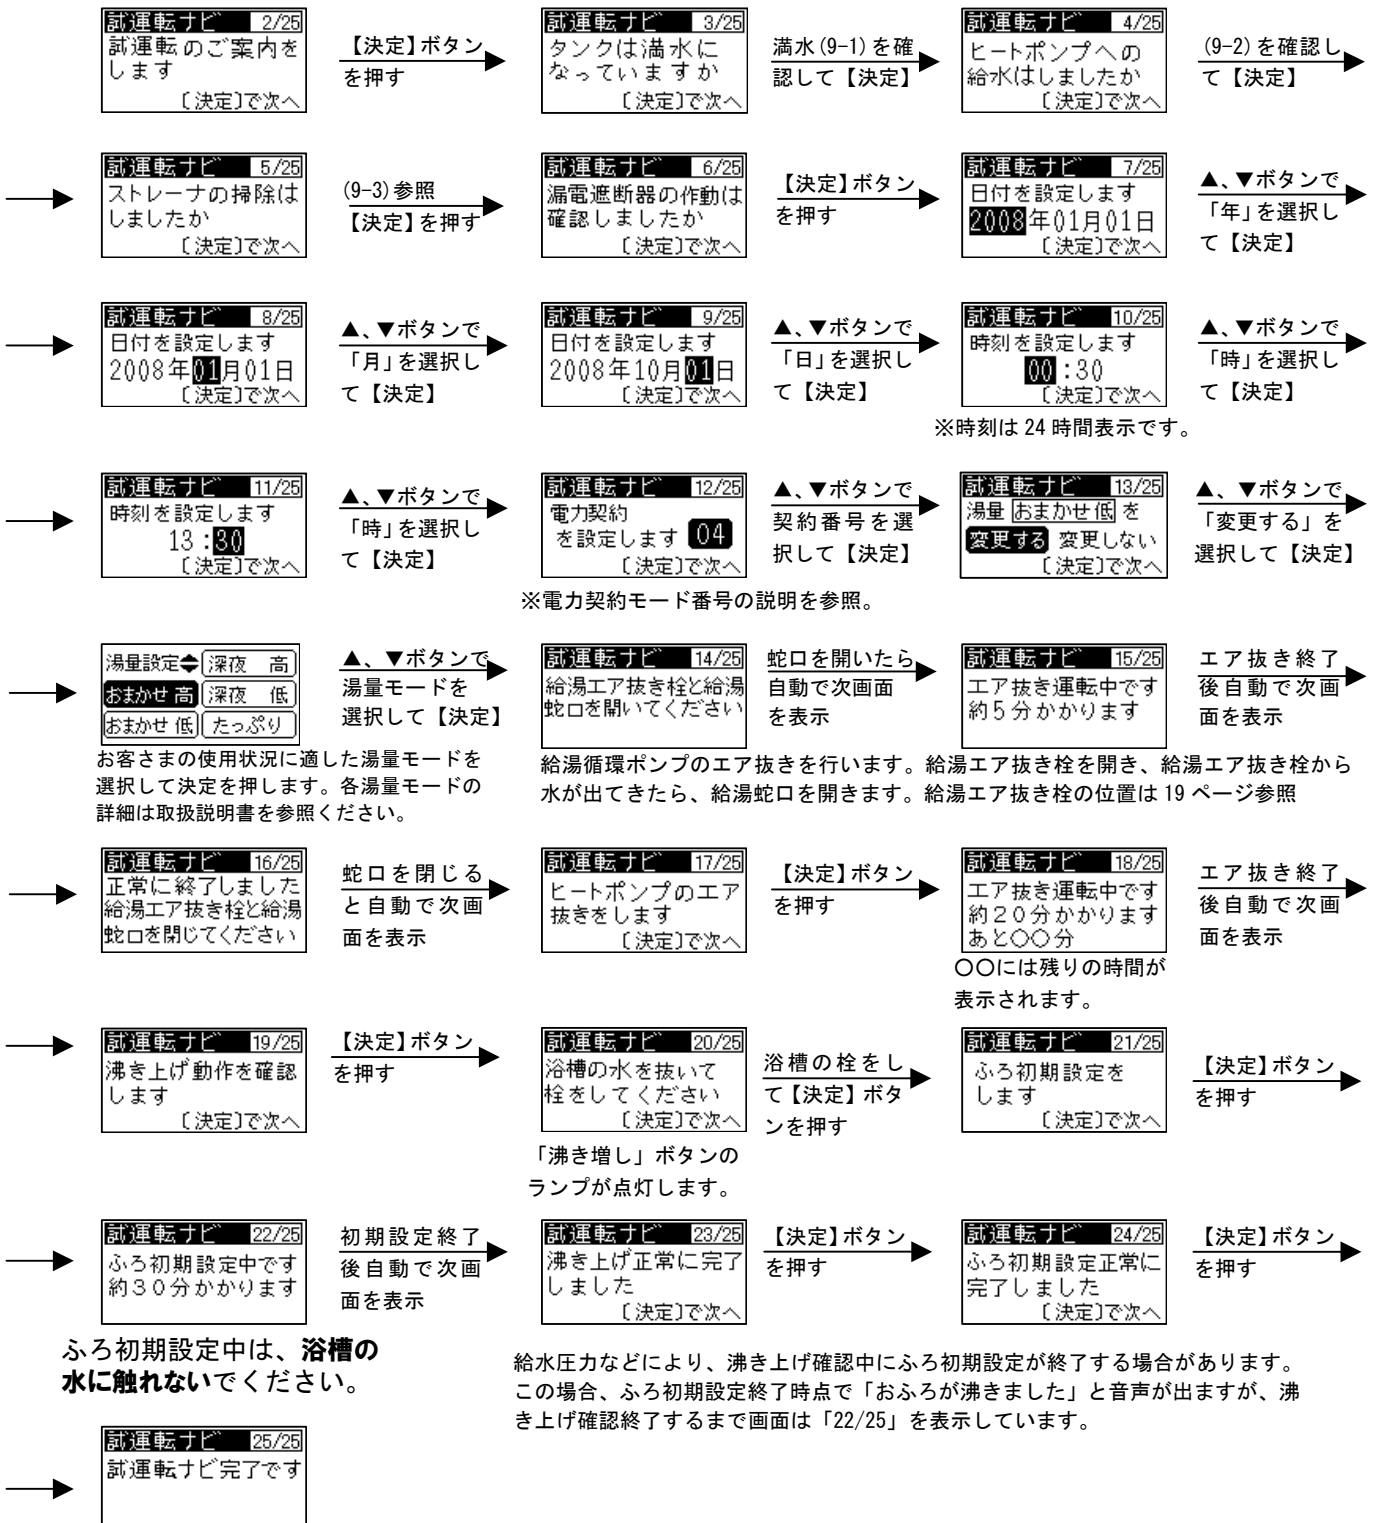 試運転ナビ 2/25
試運転のご案内を
します
〔決定〕で次へ
【決定】ボタン
を押す
試運転ナビ 3/25
タンクは満水に
なっていますか
〔決定〕で次へ
満水(9-1)を確
認して【決定】
試運転ナビ 4/25
ヒートポンプへの
給水はしましたか
〔決定〕で次へ
(9-2)を確認し
て【決定】
試運転ナビ 5/25
ストレーナの掃除は
しましたか
〔決定〕で次へ
(9-3)参照
【決定】を押す
試運転ナビ 6/25
漏電遮断器の作動は
確認しましたか
〔決定〕で次へ
【決定】ボタン
を押す
試運転ナビ 7/25
日付を設定します
2008年01月01日
〔決定〕で次へ
▲、▼ボタンで
「年」を選択し
て【決定】
試運転ナビ 8/25
日付を設定します
2008年01月01日
〔決定〕で次へ
▲、▼ボタンで
「月」を選択し
て【決定】
試運転ナビ 9/25
日付を設定します
2008年10月01日
〔決定〕で次へ
▲、▼ボタンで
「日」を選択し
て【決定】
試運転ナビ 10/25
時刻を設定します
00:30
〔決定〕で次へ
▲、▼ボタンで
「時」を選択し
て【決定】
※時刻は 24 時間表示です。
試運転ナビ 11/25
時刻を設定します
13:30
〔決定〕で次へ
▲、▼ボタンで
「時」を選択し
て【決定】
試運転ナビ 12/25
電力契約
を設定します 04
〔決定〕で次へ
▲、▼ボタンで
契約番号を選
択して【決定】
試運転ナビ 13/25
湯量 おまかせ低 を
変更する 変更しない
〔決定〕で次へ
▲、▼ボタンで
「変更する」を
選択して【決定】
※電力契約モード番号の説明を参照。
湯量設定 深夜 高
おまかせ 高 深夜 低
おまかせ 低 たっぷり
▲、▼ボタンで
湯量モードを
選択して【決定】
お客さまの使用状況に適した湯量モードを
選択して決定を押します。各湯量モードの
詳細は取扱説明書を参照ください。
試運転ナビ 14/25
給湯エア抜き栓と給湯
蛇口を開いてください
蛇口を開いたら
自動で次画面
を表示
試運転ナビ 15/25
エア抜き運転中です
約5分かかります
エア抜き終了
後自動で次画
面を表示
給湯循環ポンプのエア抜きを行います。給湯エア抜き栓を開き、給湯エア抜き栓から
水が出てきたら、給湯蛇口を開きます。給湯エア抜き栓の位置は 19 ページ参照
試運転ナビ 16/25
正常に終了しました
給湯エア抜き栓と給湯
蛇口を閉じてください
蛇口を閉じる
と自動で次画
面を表示
試運転ナビ 17/25
ヒートポンプのエア
抜きをします
〔決定〕で次へ
【決定】ボタン
を押す
試運転ナビ 18/25
エア抜き運転中です
約20分かかります
あと○○分
エア抜き終了
後自動で次画
面を表示
○○には残りの時間が
表示されます。
試運転ナビ 19/25
沸き上げ動作を確認
します
〔決定〕で次へ
【決定】ボタン
を押す
試運転ナビ 20/25
浴槽の水を抜いて
栓をしてください
〔決定〕で次へ
浴槽の栓をし
て【決定】ボタ
ンを押す
試運転ナビ 21/25
ふろ初期設定を
します
〔決定〕で次へ
【決定】ボタン
を押す
「沸き増し」ボタンの
ランプが点灯します。
試運転ナビ 22/25
ふろ初期設定中です
約30分かかります
初期設定終了
後自動で次画
面を表示
試運転ナビ 23/25
沸き上げ正常に完了
しました
〔決定〕で次へ
【決定】ボタン
を押す
試運転ナビ 24/25
ふろ初期設定正常に
完了しました
〔決定〕で次へ
【決定】ボタン
を押す
ふろ初期設定中は、浴槽の
水に触れないでください。
給水圧力などにより、沸き上げ確認中にふろ初期設定が終了する場合があります。
この場合、ふろ初期設定終了時点で「おふろが沸きました」と音声が出ますが、沸
き上げ確認終了するまで画面は「22/25」を表示しています。
試運転ナビ 25/25
試運転ナビ完了です